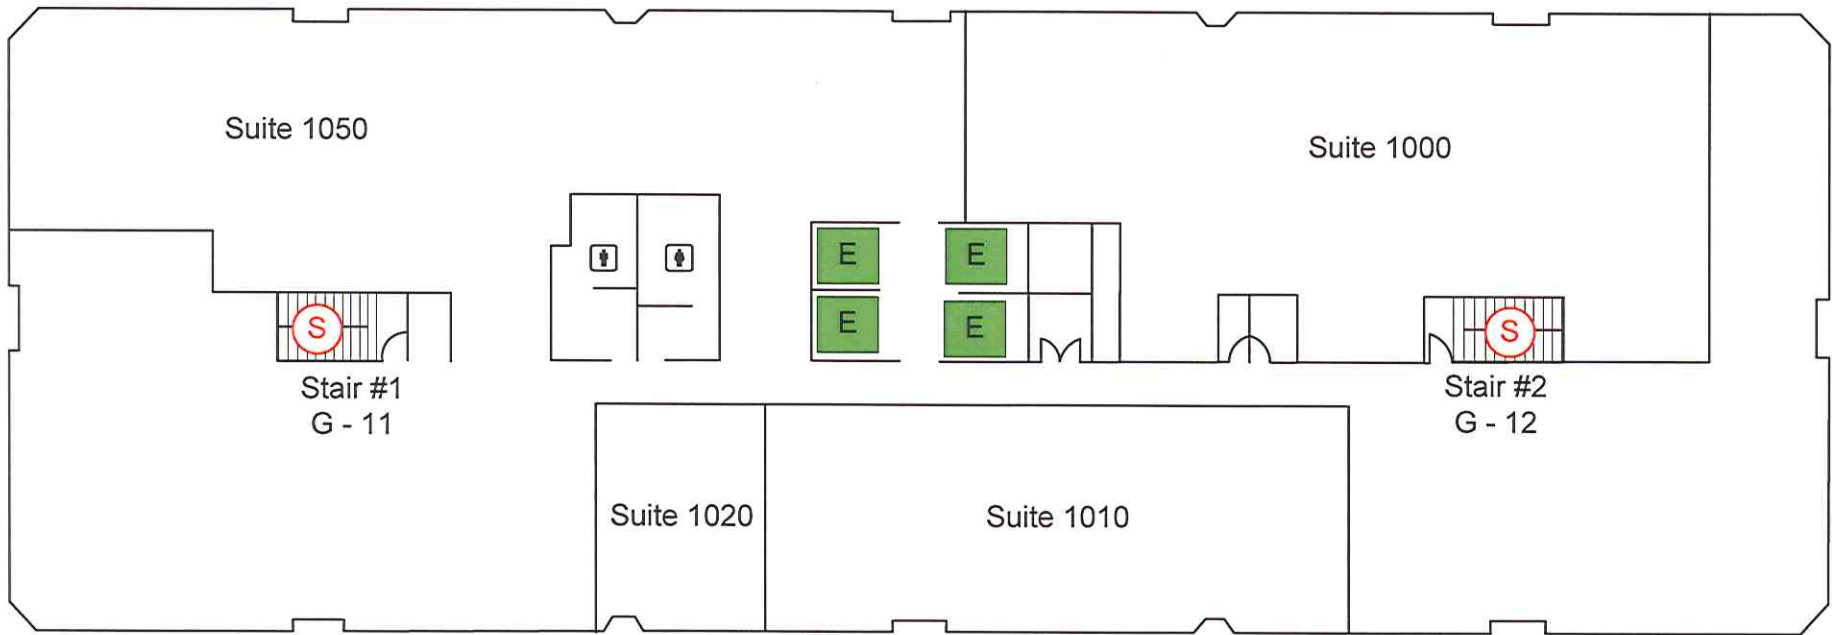 Suite 1050
Suite 1000
E
E
E
E
S
S
Stair #1
G - 11
Stair #2
G - 12
Suite 1020
Suite 1010